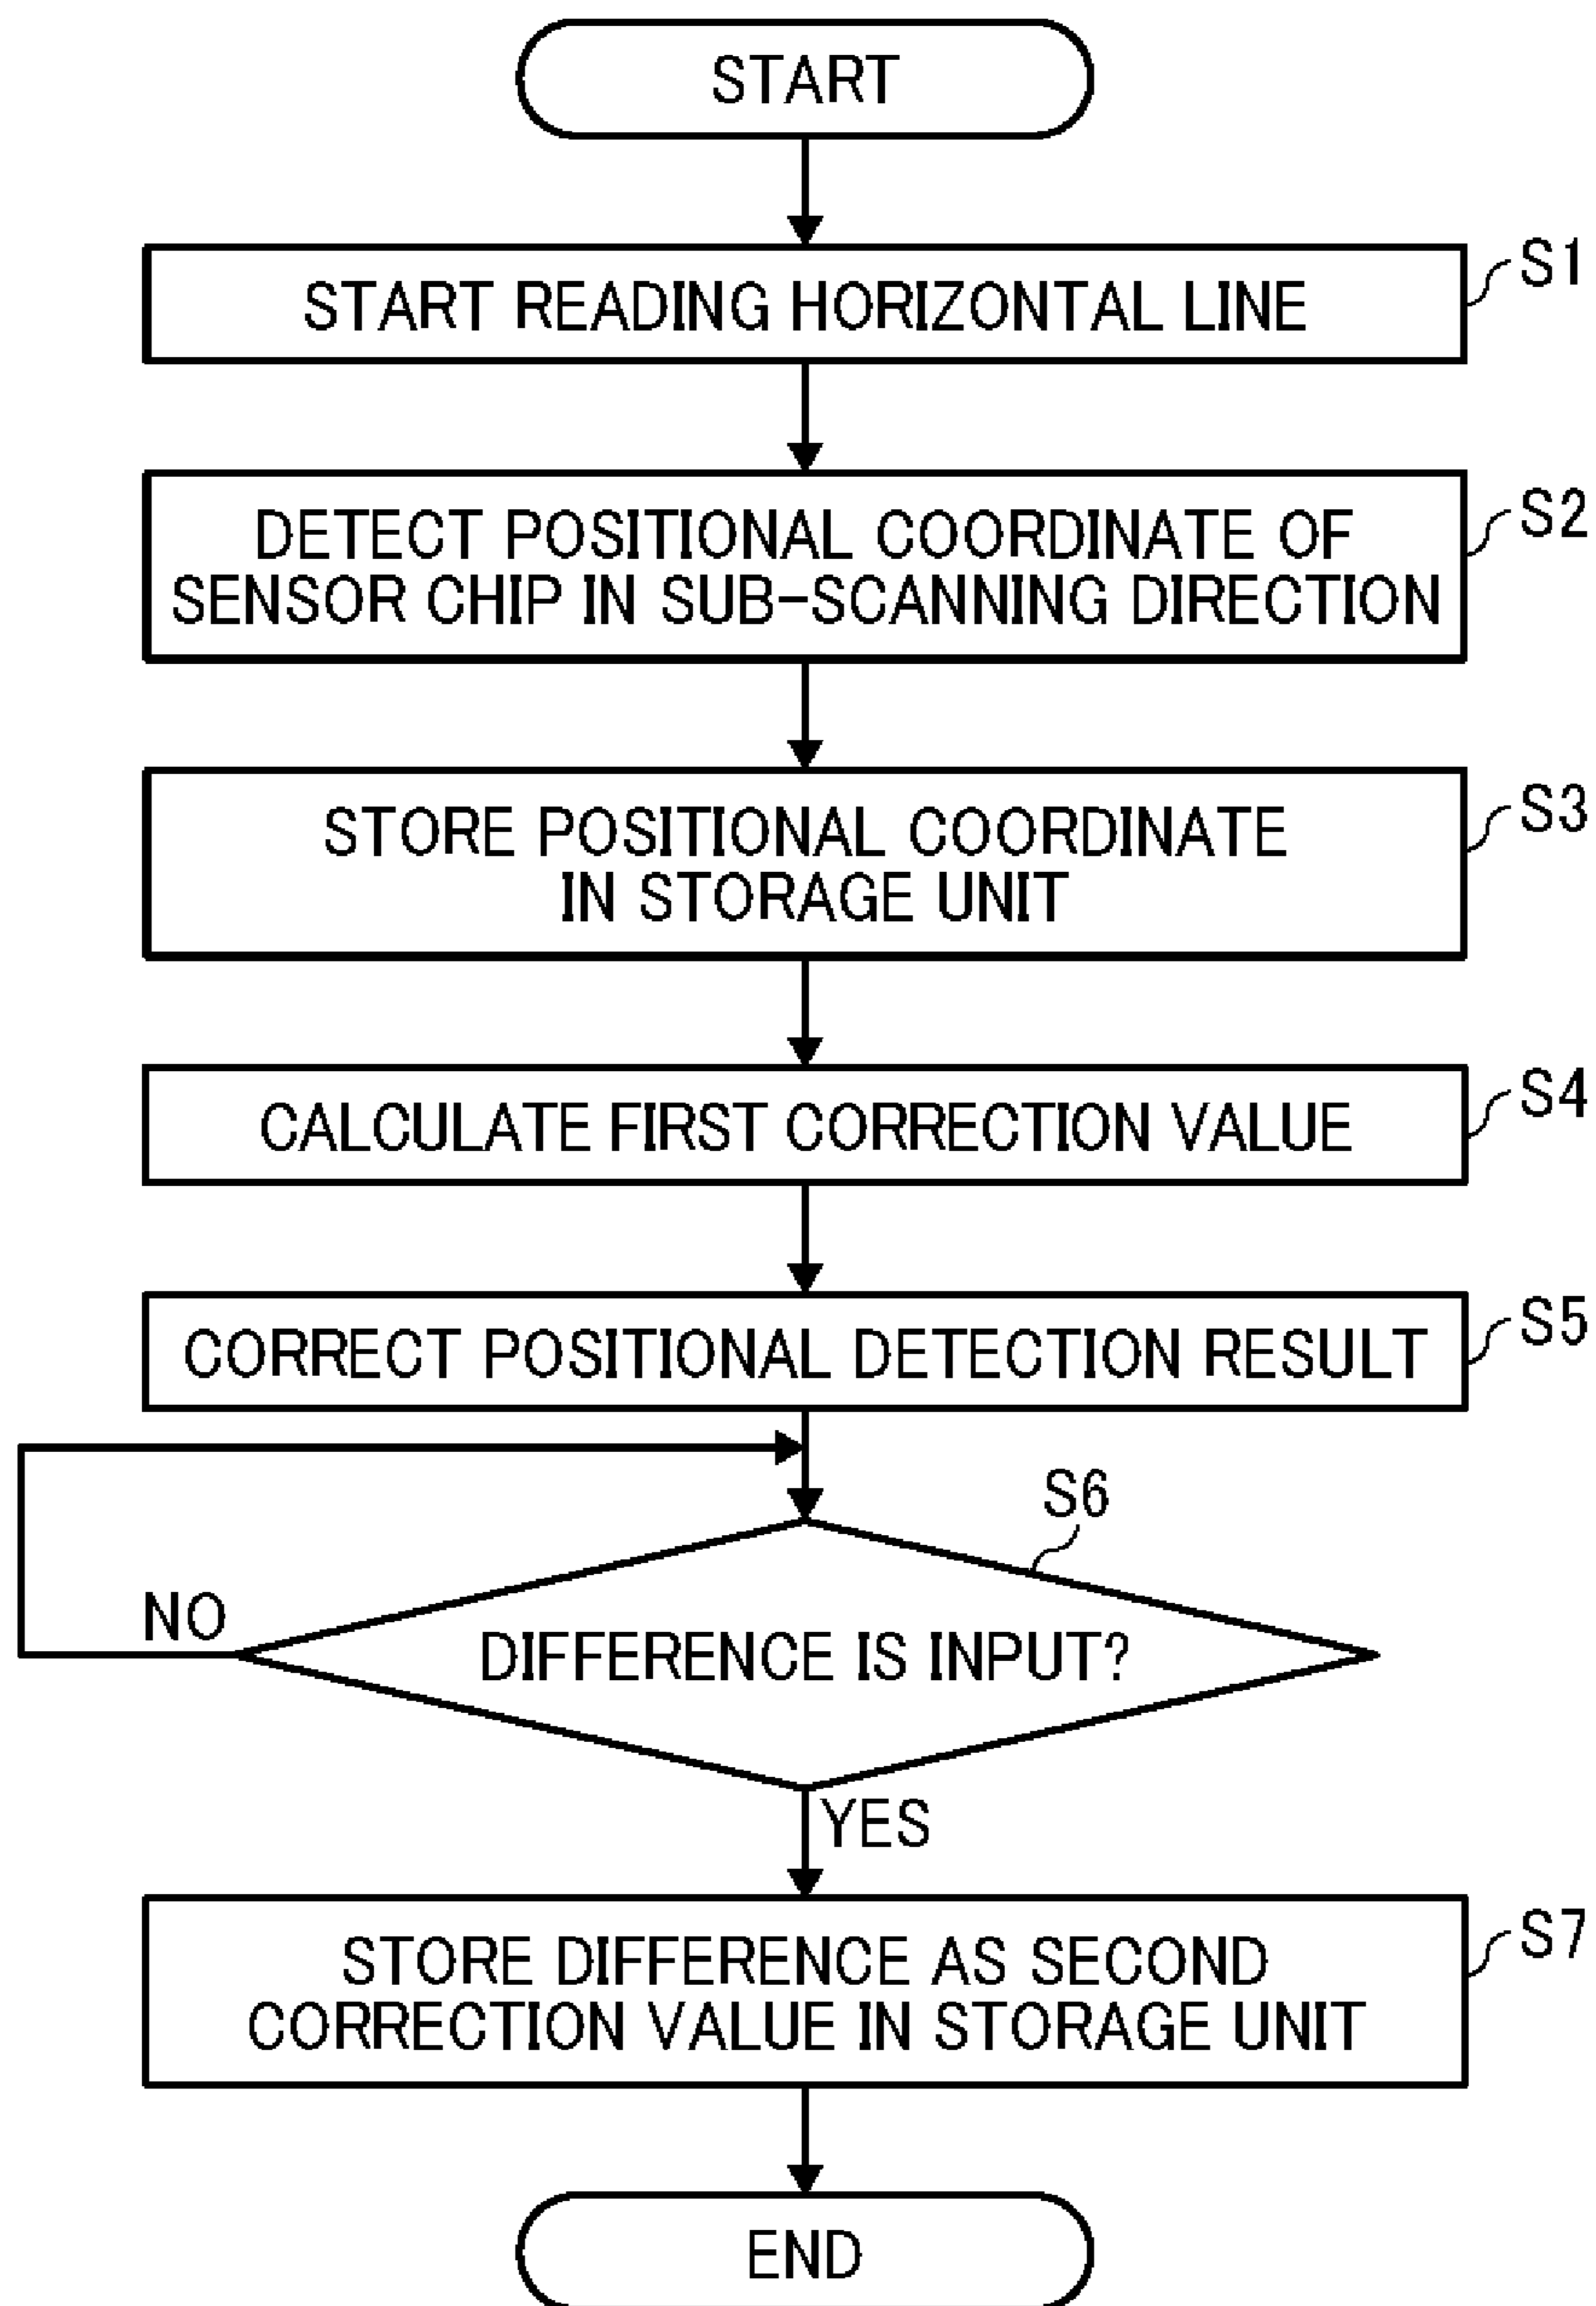 START
START READING HORIZONTAL LINE
S1
DETECT POSITIONAL COORDINATE OF
SENSOR CHIP IN SUB-SCANNING DIRECTION
S2
STORE POSITIONAL COORDINATE
IN STORAGE UNIT
S3
CALCULATE FIRST CORRECTION VALUE
S4
CORRECT POSITIONAL DETECTION RESULT
S5
S6
NO
DIFFERENCE IS INPUT?
YES
STORE DIFFERENCE AS SECOND
CORRECTION VALUE IN STORAGE UNIT
S7
END